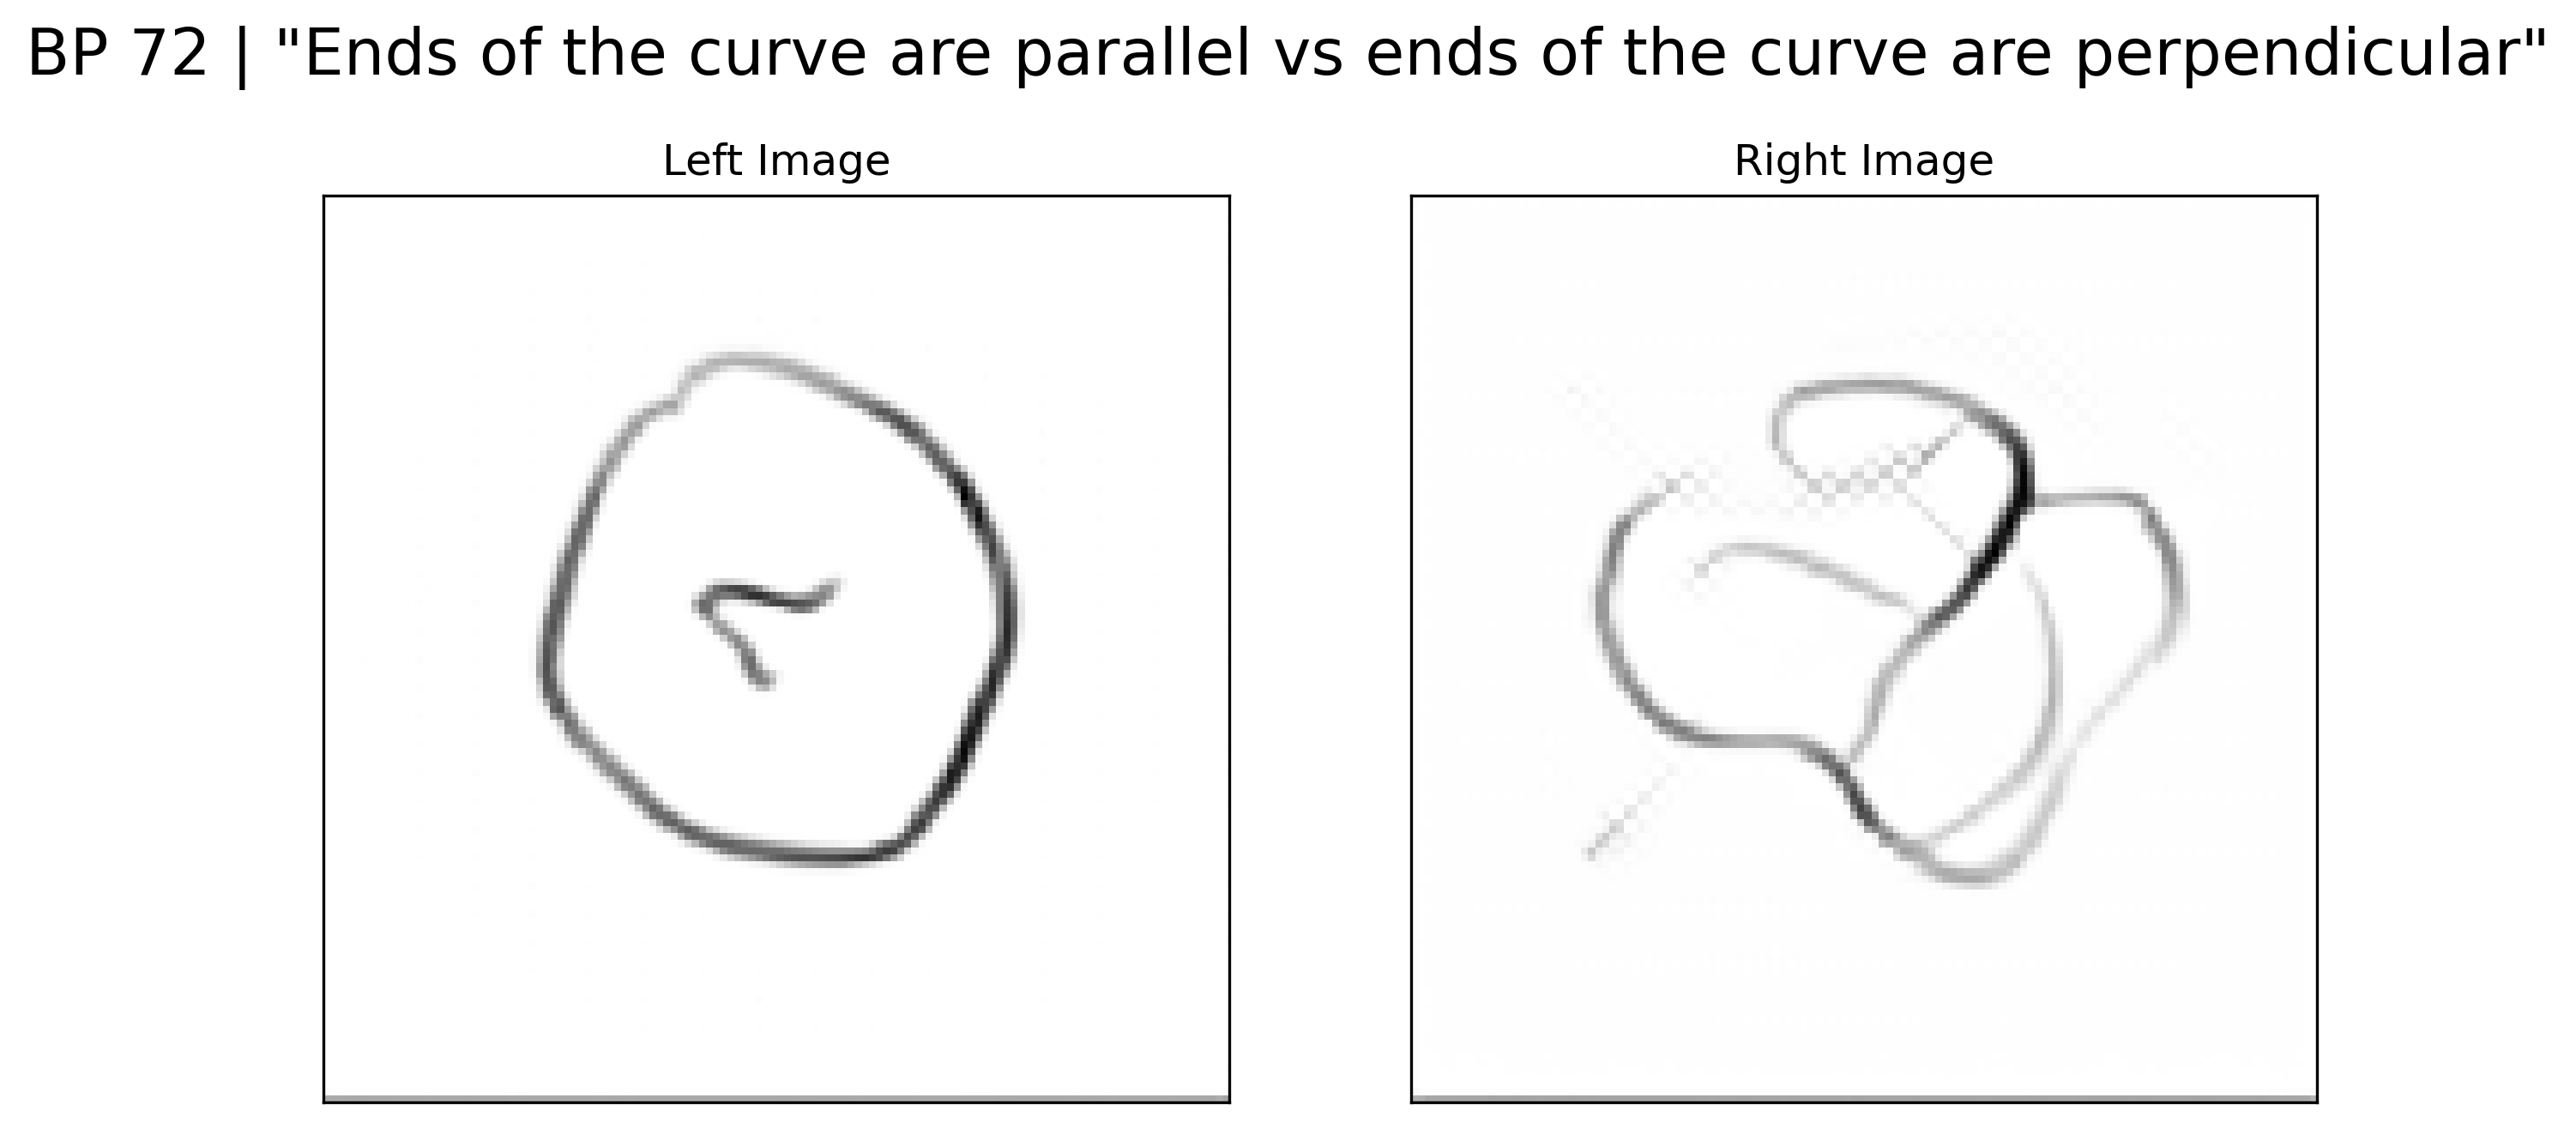 BP 72 | "Ends of the curve are parallel vs ends of the curve are perpendicular"
Left Image
Right Image